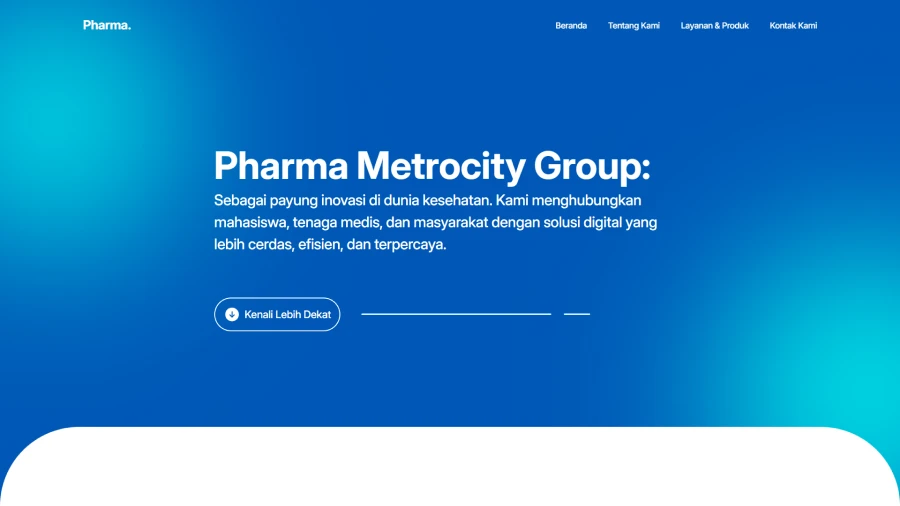 Pharma.
Beranda
Tentang Kami
Layanan & Produk
Kontak Kami
Pharma Metrocity Group:
Sebagai payung inovasi di dunia kesehatan. Kami menghubungkan
mahasiswa, tenaga medis, dan masyarakat dengan solusi digital yang
lebih cerdas, efisien, dan terpercaya.
Kenali Lebih Dekat